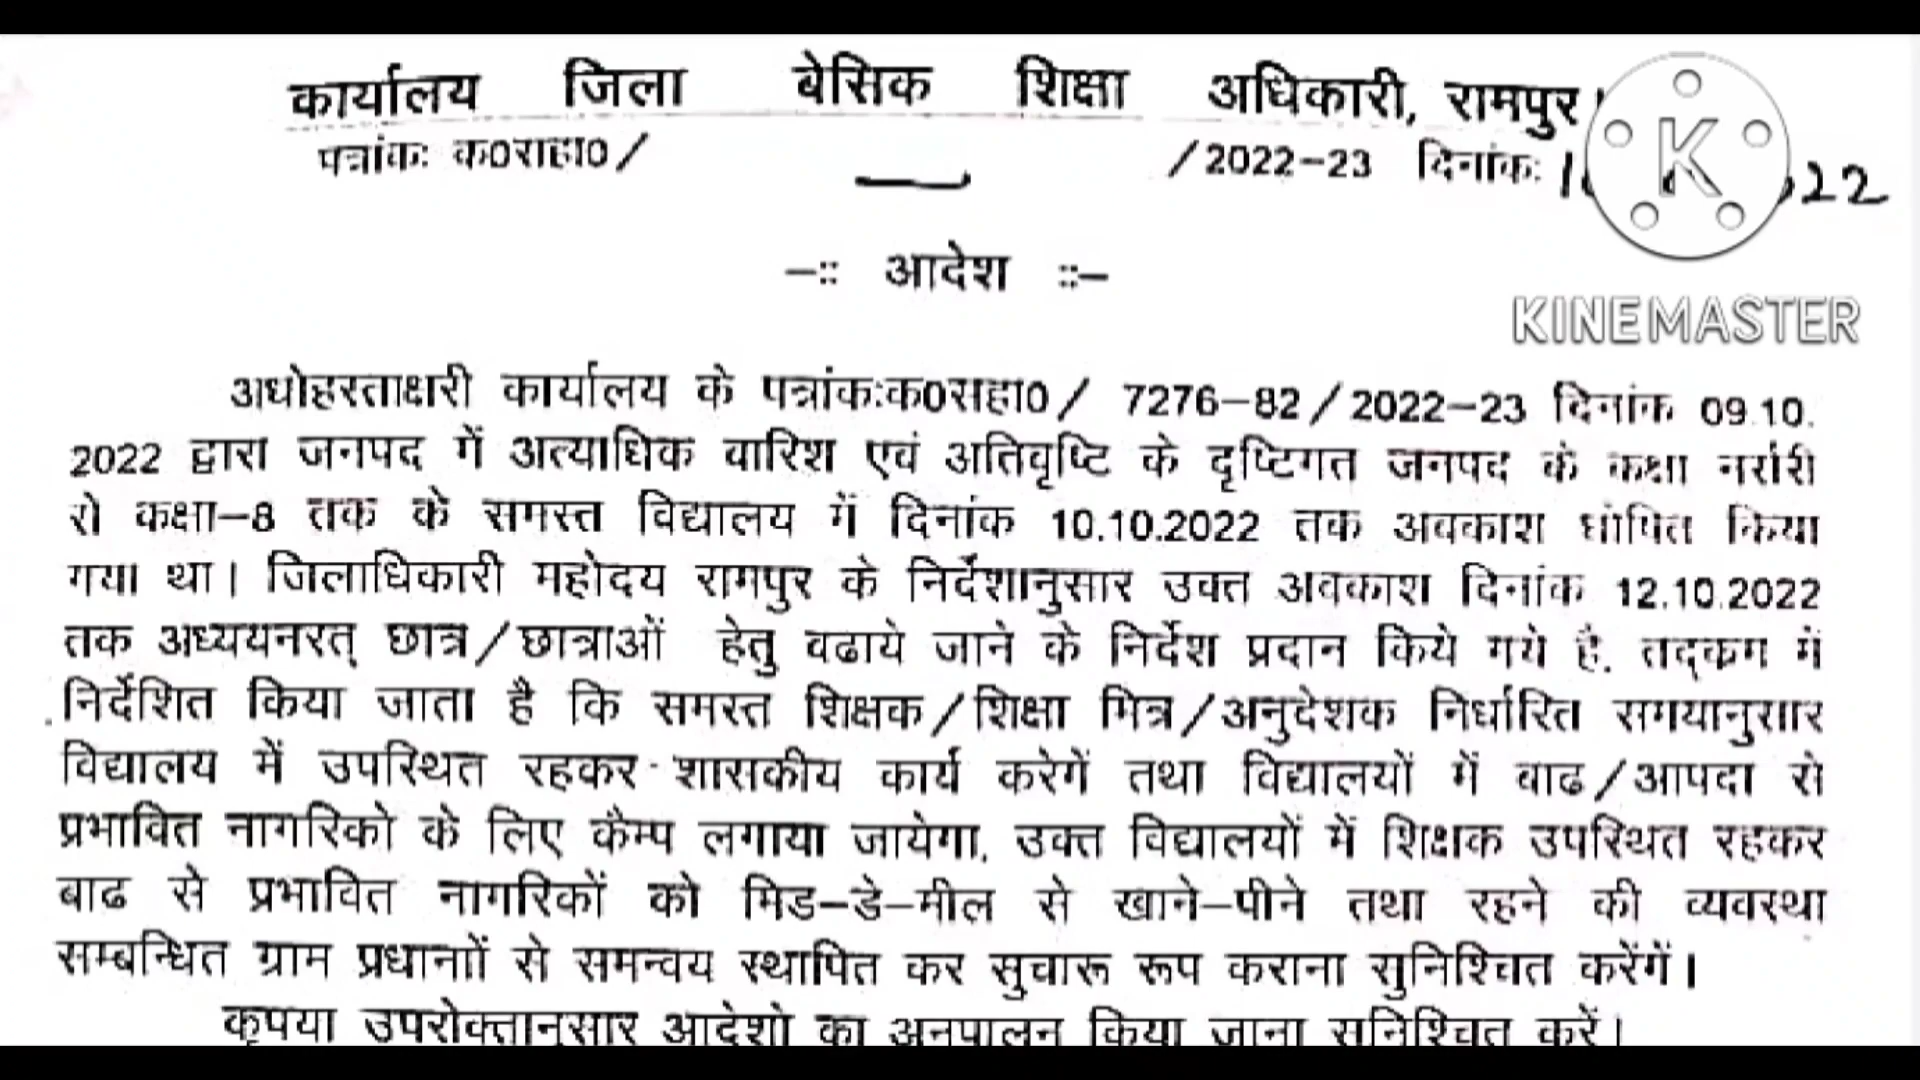 कार्यालय जिला बेसिक शिक्षा अधिकारी, रामपुर
पत्रांकः क0राहा0 / /2022-23 दिनांकः
-:: आदेश ::-
KINEMASTER
अधोहस्ताक्षरी कार्यालय के पत्रांकःक0सहा0 / 7276-82 / 2022-23 दिनांक 09.10.
2022 द्वारा जनपद में अत्याधिक वारिश एवं अतिवृष्टि के दृष्टिगत जनपद के कक्षा नर्सरी
से कक्षा-8 तक के समस्त विद्यालय में दिनांक 10.10.2022 तक अवकाश घोषित किया
गया था। जिलाधिकारी महोदय रामपुर के निर्देशानुसार उक्त अवकाश दिनांक 12.10.2022
तक अध्ययनरत् छात्र/छात्राओं हेतु वढाये जाने के निर्देश प्रदान किये गये है. तद्क्रम में
निर्देशित किया जाता है कि समस्त शिक्षक/शिक्षा मित्र/अनुदेशक निर्धारित समयानुसार
विद्यालय में उपस्थित रहकर शासकीय कार्य करेगें तथा विद्यालयों में वाढ/आपदा से
प्रभावित नागरिको के लिए कैम्प लगाया जायेगा. उक्त विद्यालयों में शिक्षक उपस्थित रहकर
बाढ से प्रभावित नागरिकों को मिड-डे-मील से खाने-पीने तथा रहने की व्यवस्था
सम्बन्धित ग्राम प्रधानाों से समन्वय स्थापित कर सुचारू रूप कराना सुनिश्चित करेंगें।
कृपया उपरोक्तानुसार आदेशो का अनुपालन किया जाना सुनिश्चित करें।